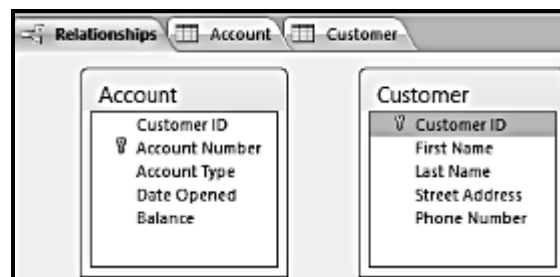 Relationships Account Customer
Account
Customer ID
Account Number
Account Type
Date Opened
Balance
Customer
Customer ID
First Name
Last Name
Street Address
Phone Number